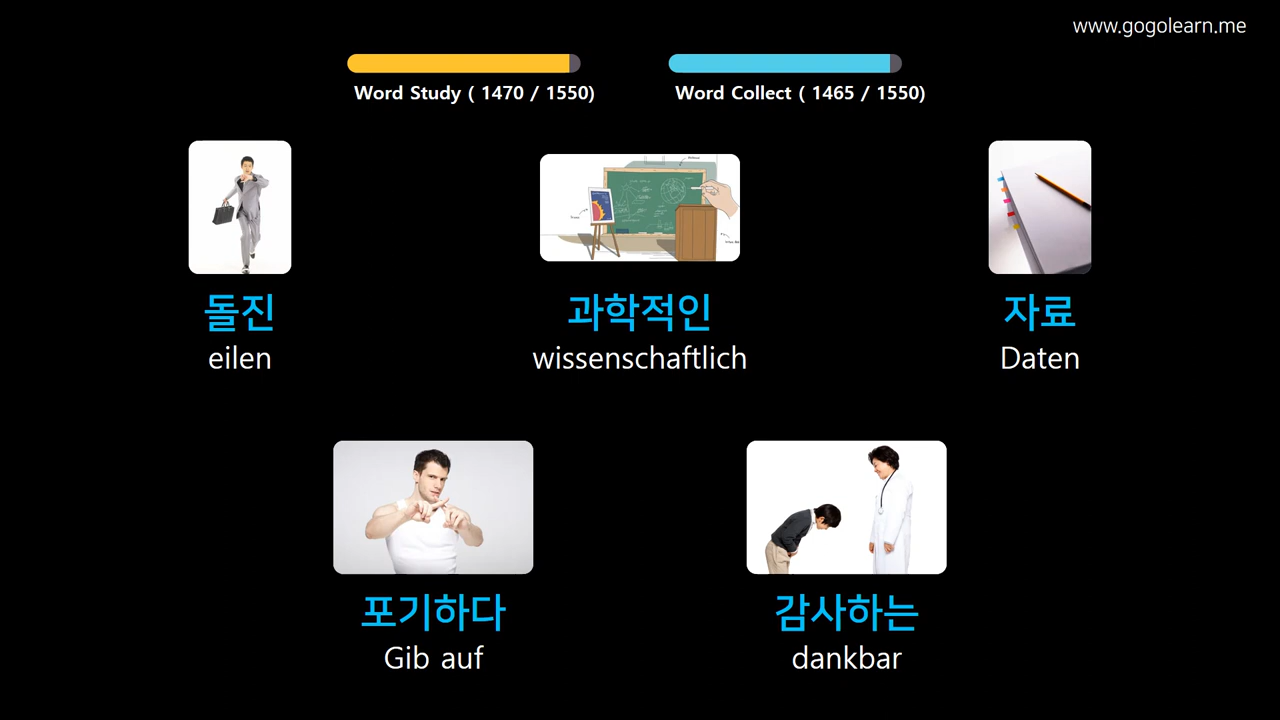 www.gogolearn.me
Word Study ( 1470 / 1550)
Word Collect ( 1465 / 1550)
돌진
eilen
과학적인
wissenschaftlich
자료
Daten
포기하다
Gib auf
감사하는
dankbar